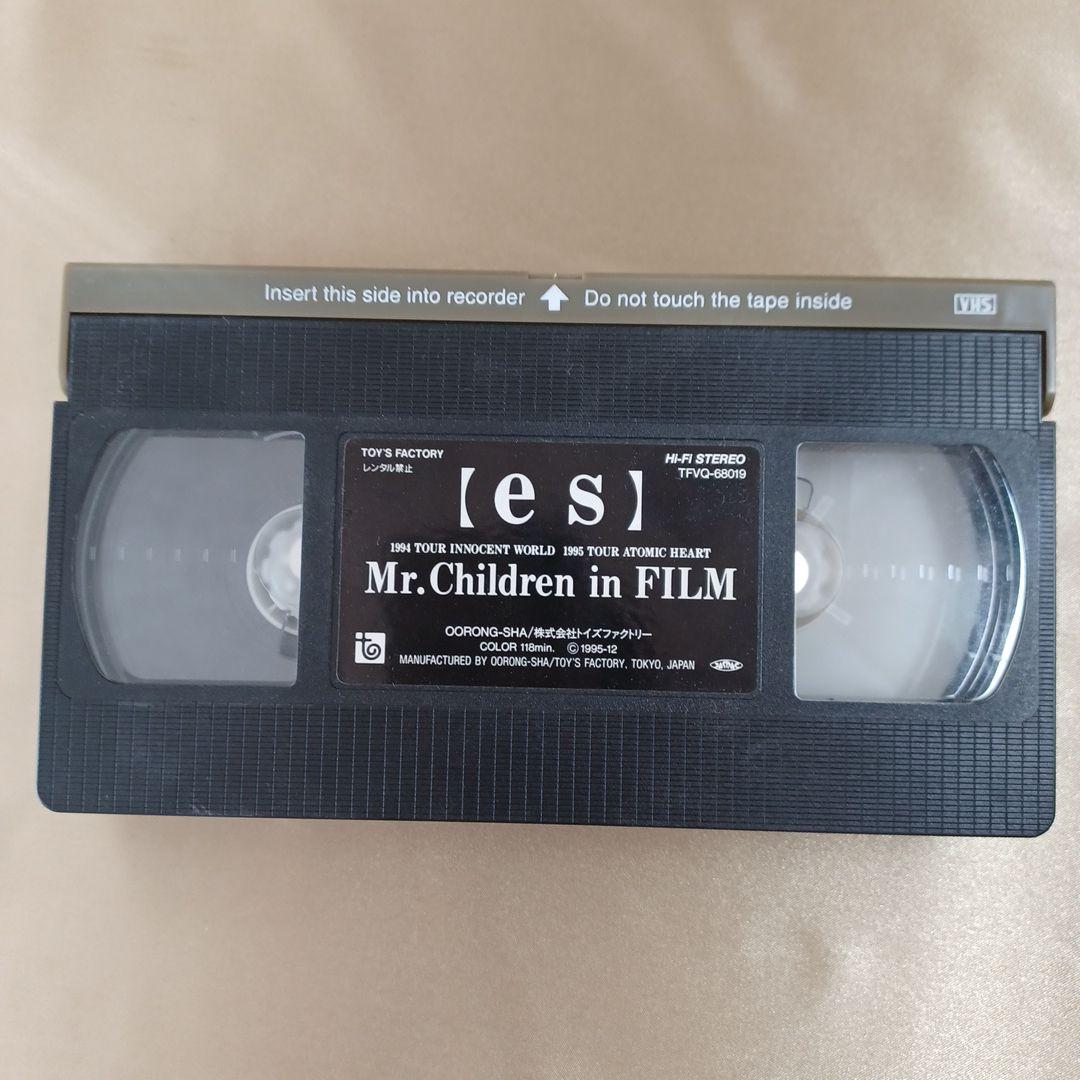 Insert this side into recorder Do not touch the tape inside VHS
TOY'S FACTORY
レンタル禁止
Hi-Fi STEREO
TFVQ-68019
【es】
1994 TOUR INNOCENT WORLD 1995 TOUR ATOMIC HEART
Mr.Children in FILM
OORONG-SHA/株式会社トイズファクトリー
COLOR 118min. ©1995-12
MANUFACTURED BY OORONG-SHA/TOY'S FACTORY. TOKYO, JAPAN